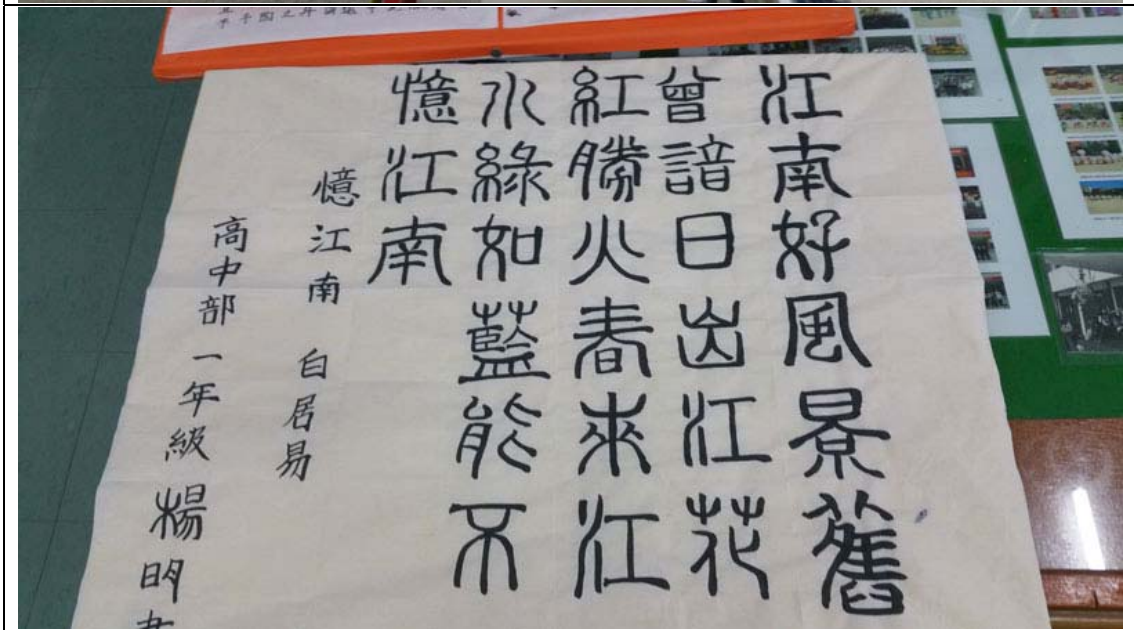 江南好風景舊
曾諳日出江花
紅勝火春來江
水綠如藍能不
憶江南
憶江南 白居易
高中部 一年級 楊明